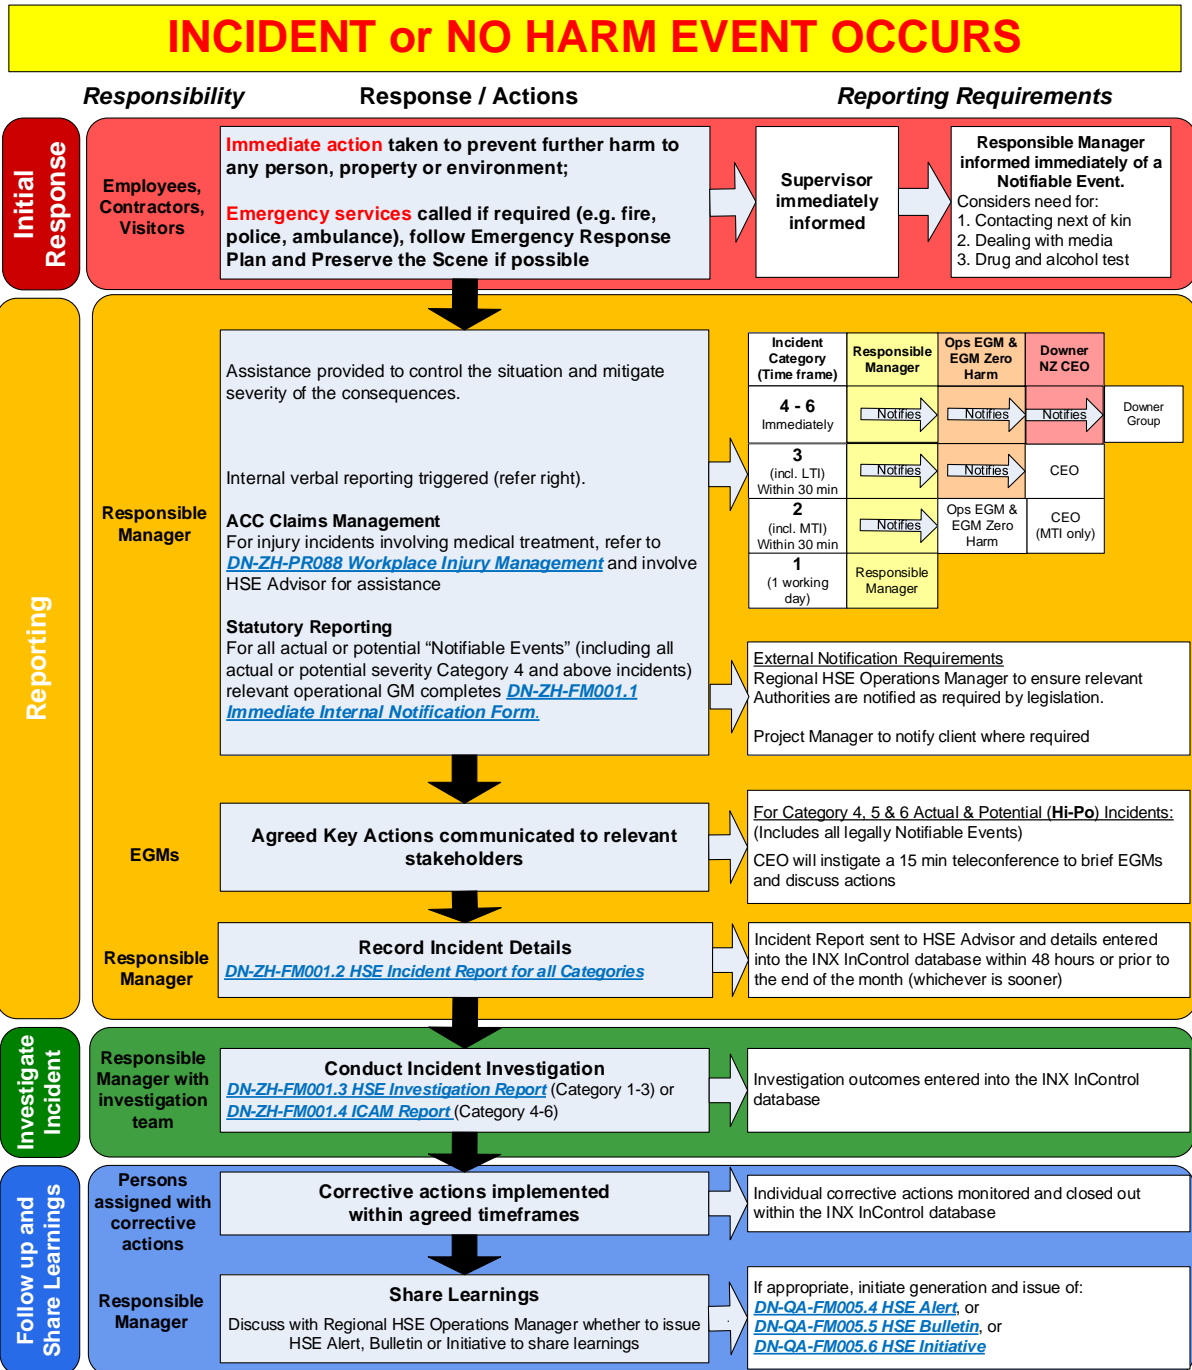 INCIDENT or NO HARM EVENT OCCURS
Responsibility
Response / Actions
Reporting Requirements
Initial
Response
Employees,
Contractors,
Visitors
Immediate action taken to prevent further harm to
any person, property or environment;
Emergency services called if required (e.g. fire,
police, ambulance), follow Emergency Response
Plan and Preserve the Scene if possible
Supervisor
immediately
informed
Responsible Manager
informed immediately of a
Notifiable Event.
Considers need for:
1. Contacting next of kin
2. Dealing with media
3. Drug and alcohol test
Reporting
Responsible
Manager
Assistance provided to control the situation and mitigate
severity of the consequences.
Internal verbal reporting triggered (refer right).
ACC Claims Management
For injury incidents involving medical treatment, refer to
DN-ZH-PR088 Workplace Injury Management and involve
HSE Advisor for assistance
Statutory Reporting
For all actual or potential “Notifiable Events” (including all
actual or potential severity Category 4 and above incidents)
relevant operational GM completes DN-ZH-FM001.1
Immediate Internal Notification Form.
Incident
Category
(Time frame)
Responsible
Manager
Ops EGM &
EGM Zero
Harm
Downer
NZ CEO
4 - 6
Immediately
Notifies
Notifies
Notifies
Downer
Group
3
(incl. LTI)
Within 30 min
Notifies
Notifies
CEO
2
(incl. MTI)
Within 30 min
Notifies
Ops EGM &
EGM Zero
Harm
CEO
(MTI only)
1
(1 working
day)
Responsible
Manager
External Notification Requirements
Regional HSE Operations Manager to ensure relevant
Authorities are notified as required by legislation.
Project Manager to notify client where required
EGMs
Agreed Key Actions communicated to relevant
stakeholders
For Category 4, 5 & 6 Actual & Potential (Hi-Po) Incidents:
(Includes all legally Notifiable Events)
CEO will instigate a 15 min teleconference to brief EGMs
and discuss actions
Responsible
Manager
Record Incident Details
DN-ZH-FM001.2 HSE Incident Report for all Categories
Incident Report sent to HSE Advisor and details entered
into the INX InControl database within 48 hours or prior to
the end of the month (whichever is sooner)
Investigate
Incident
Responsible
Manager with
investigation
team
Conduct Incident Investigation
DN-ZH-FM001.3 HSE Investigation Report (Category 1-3) or
DN-ZH-FM001.4 ICAM Report (Category 4-6)
Investigation outcomes entered into the INX InControl
database
Follow up and
Share Learnings
Persons
assigned with
corrective
actions
Corrective actions implemented
within agreed timeframes
Individual corrective actions monitored and closed out
within the INX InControl database
Responsible
Manager
Share Learnings
Discuss with Regional HSE Operations Manager whether to issue
HSE Alert, Bulletin or Initiative to share learnings
If appropriate, initiate generation and issue of:
DN-QA-FM005.4 HSE Alert, or
DN-QA-FM005.5 HSE Bulletin, or
DN-QA-FM005.6 HSE Initiative